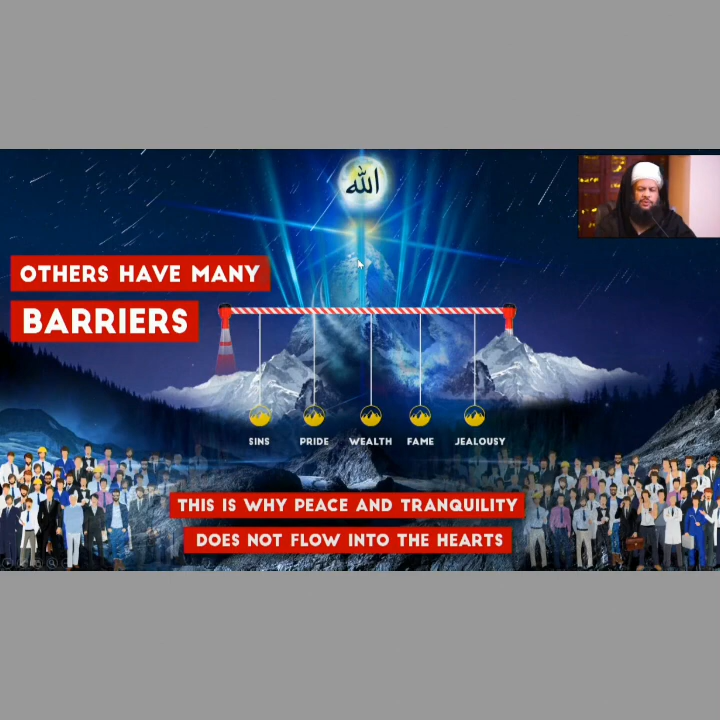 الله
OTHERS HAVE MANY
BARRIERS
SINS PRIDE WEALTH FAME JEALOUSY
THIS IS WHY PEACE AND TRANQUILITY
DOES NOT FLOW INTO THE HEARTS